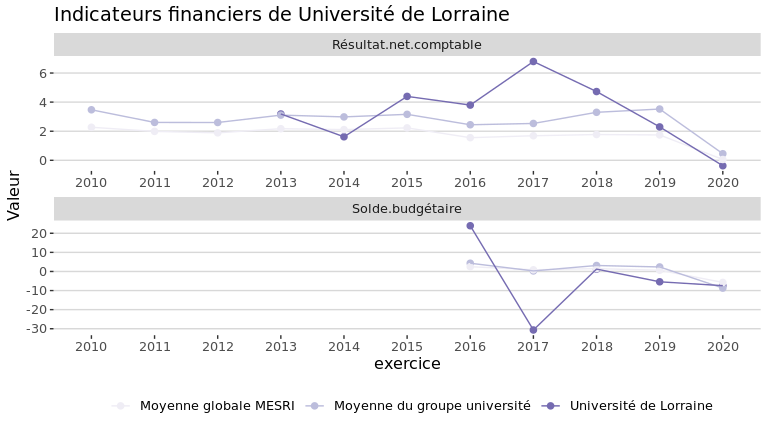 Indicateurs financiers de Université de Lorraine
Résultat.net.comptable
6
4
2
0
2010 2011 2012 2013 2014 2015 2016 2017 2018 2019 2020
Valeur
Solde.budgétaire
20
10
0
-10
-20
-30
2010 2011 2012 2013 2014 2015 2016 2017 2018 2019 2020
exercice
Moyenne globale MESRI Moyenne du groupe université Université de Lorraine